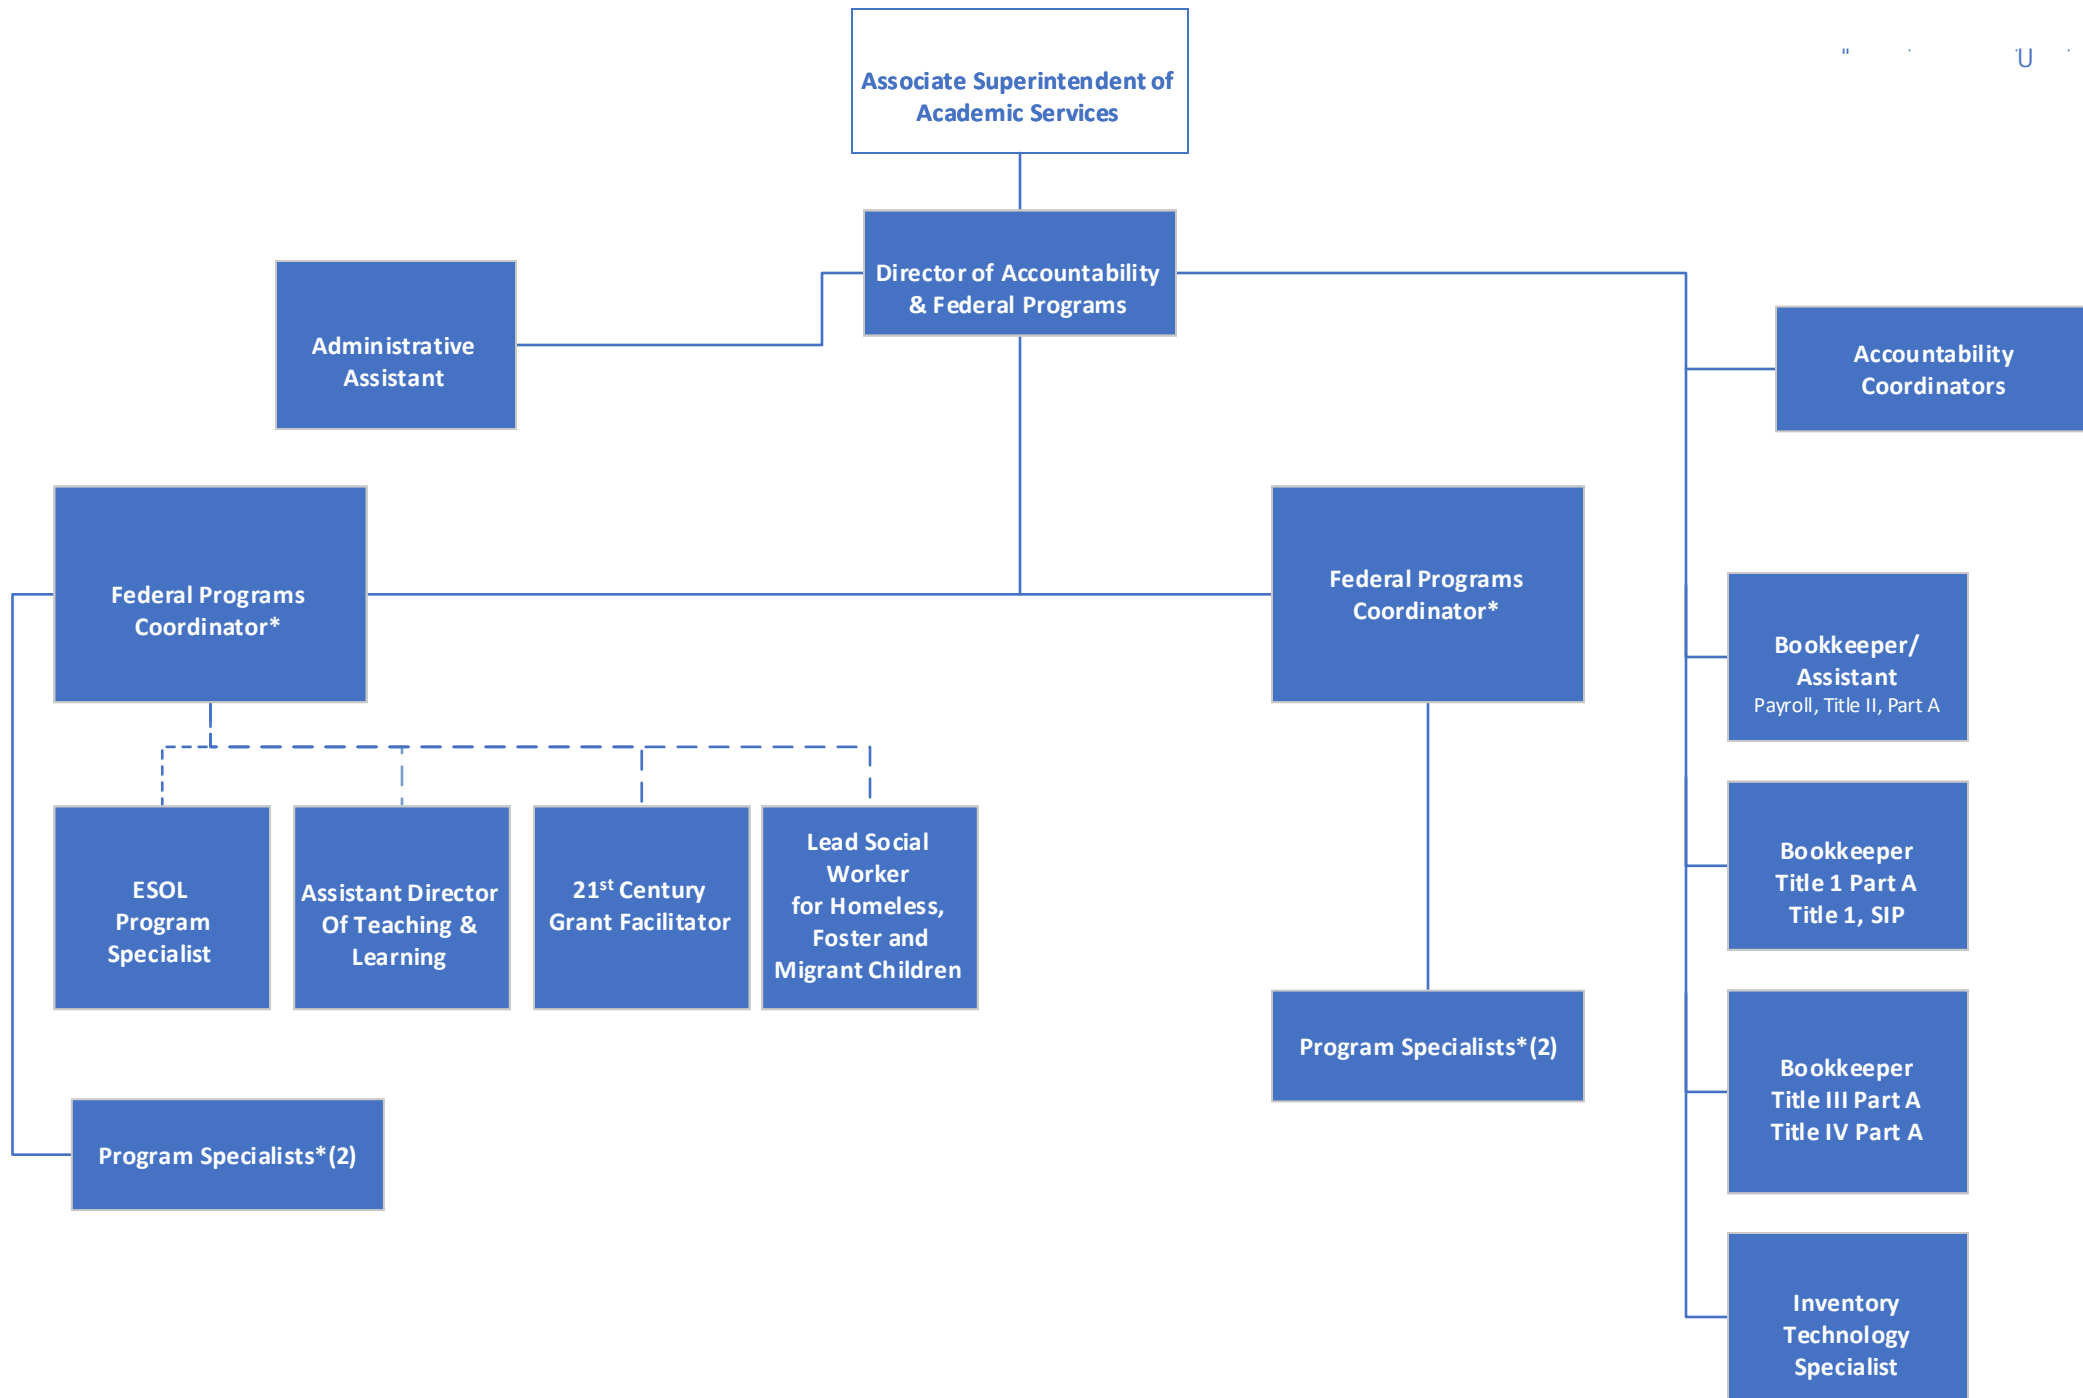 Associate Superintendent of
Academic Services
Director of Accountability
& Federal Programs
Administrative
Assistant
Accountability
Coordinators
Federal Programs
Coordinator*
Federal Programs
Coordinator*
Bookkeeper/
Assistant
Payroll, Title II, Part A
Bookkeeper
Title 1 Part A
Title 1, SIP
ESOL
Program
Specialist
Assistant Director
Of Teaching &
Learning
21st Century
Grant Facilitator
Lead Social
Worker
for Homeless,
Foster and
Migrant Children
Program Specialists*(2)
Bookkeeper
Title III Part A
Title IV Part A
Program Specialists*(2)
Inventory
Technology
Specialist